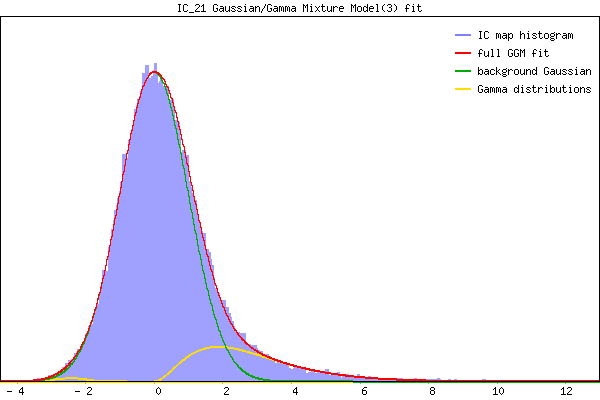 IC_21 Gaussian/Gamma Mixture Model(3) fit
IC map histogram
full GGM fit
background Gaussian
Gamma distributions
- 4 - 2 0 2 4 6 8 10 12